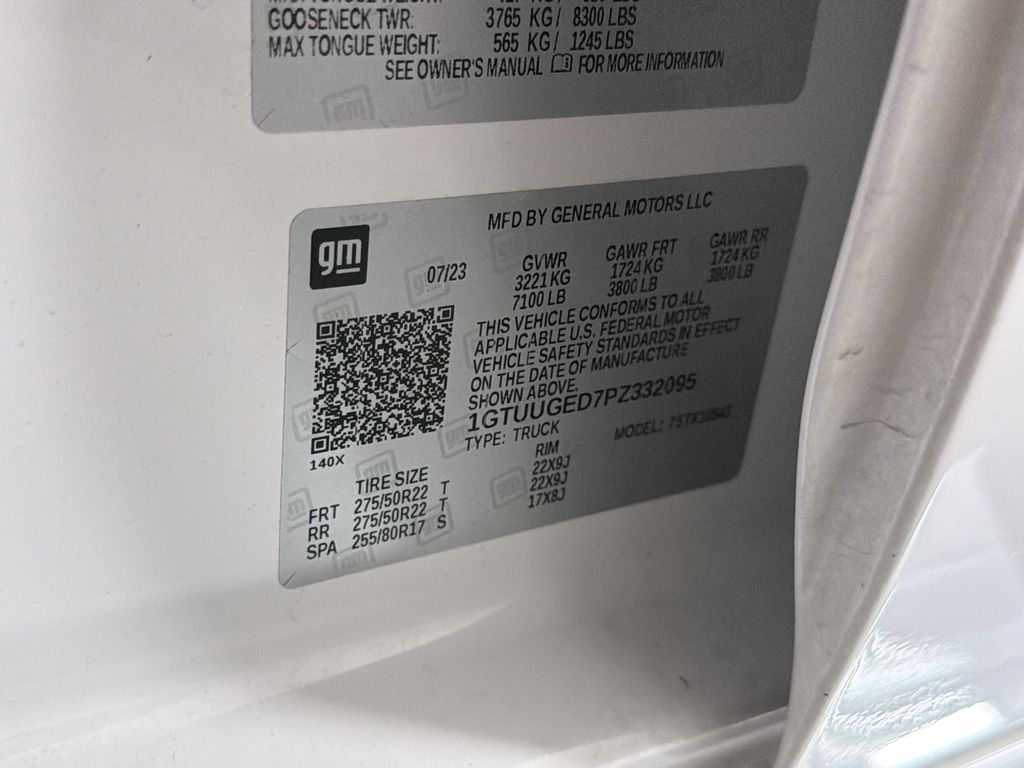 GOOSENECK TWR: 3765 KG/ 8300 LBS
MAX TONGUE WEIGHT: 565 KG/ 1245 LBS
SEE OWNER'S MANUAL FOR MORE INFORMATION
gm
MFD BY GENERAL MOTORS LLC
07/23 GVWR GAWR FRT GAWR RR
3221 KG 1724 KG 1724 KG
7100 LB 3800 LB 3800 LB
THIS VEHICLE CONFORMS TO ALL
APPLICABLE U.S. FEDERAL MOTOR
VEHICLE SAFETY STANDARDS IN EFFECT
ON THE DATE OF MANUFACTURE
SHOWN ABOVE.
1GTUUGED7PZ332095
TYPE: TRUCK MODEL:
140X
TIRE SIZE RIM
FRT 275/50R22 T 22X9J
RR 275/50R22 T 22X9J
SPA 255/80R17 S 17X8J